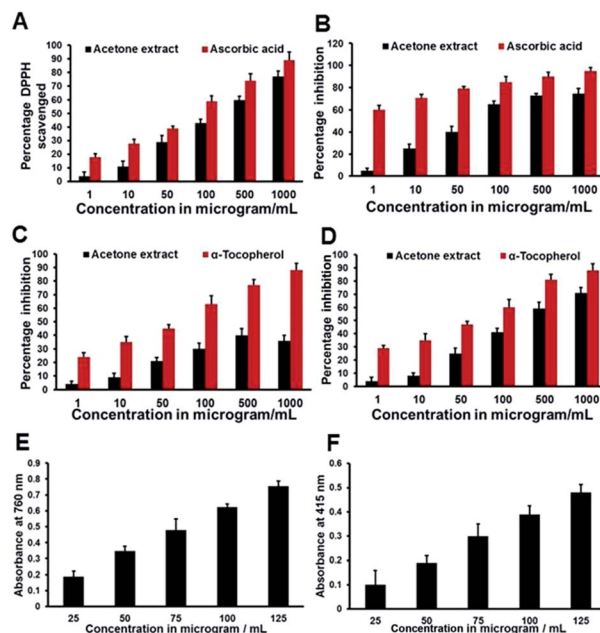 A
Acetone extract Ascorbic acid
Percentage DPPH
scavenged
100
90
80
70
60
50
40
30
20
10
0
1 10 50 100 500 1000
Concentration in microgram/mL
B
Acetone extract Ascorbic acid
Percentage inhibition
120
100
80
60
40
20
0
1 10 50 100 500 1000
Concentration in microgram/mL
C
Acetone extract α-Tocopherol
Percentage inhibition
100
90
80
70
60
50
40
30
20
10
0
1 10 50 100 500 1000
Concentration in microgram/mL
D
Acetone extract α-Tocopherol
Percentage inhibition
100
90
80
70
60
50
40
30
20
10
0
1 10 50 100 500 1000
Concentration in microgram/mL
E
Absorbance at 760 nm
0.9
0.8
0.7
0.6
0.5
0.4
0.3
0.2
0.1
0
25 50 75 100 125
Concentration in microgram / mL
F
Absorbance at 415 nm
0.6
0.5
0.4
0.3
0.2
0.1
0
25 50 75 100 125
Concentration in microgram / mL